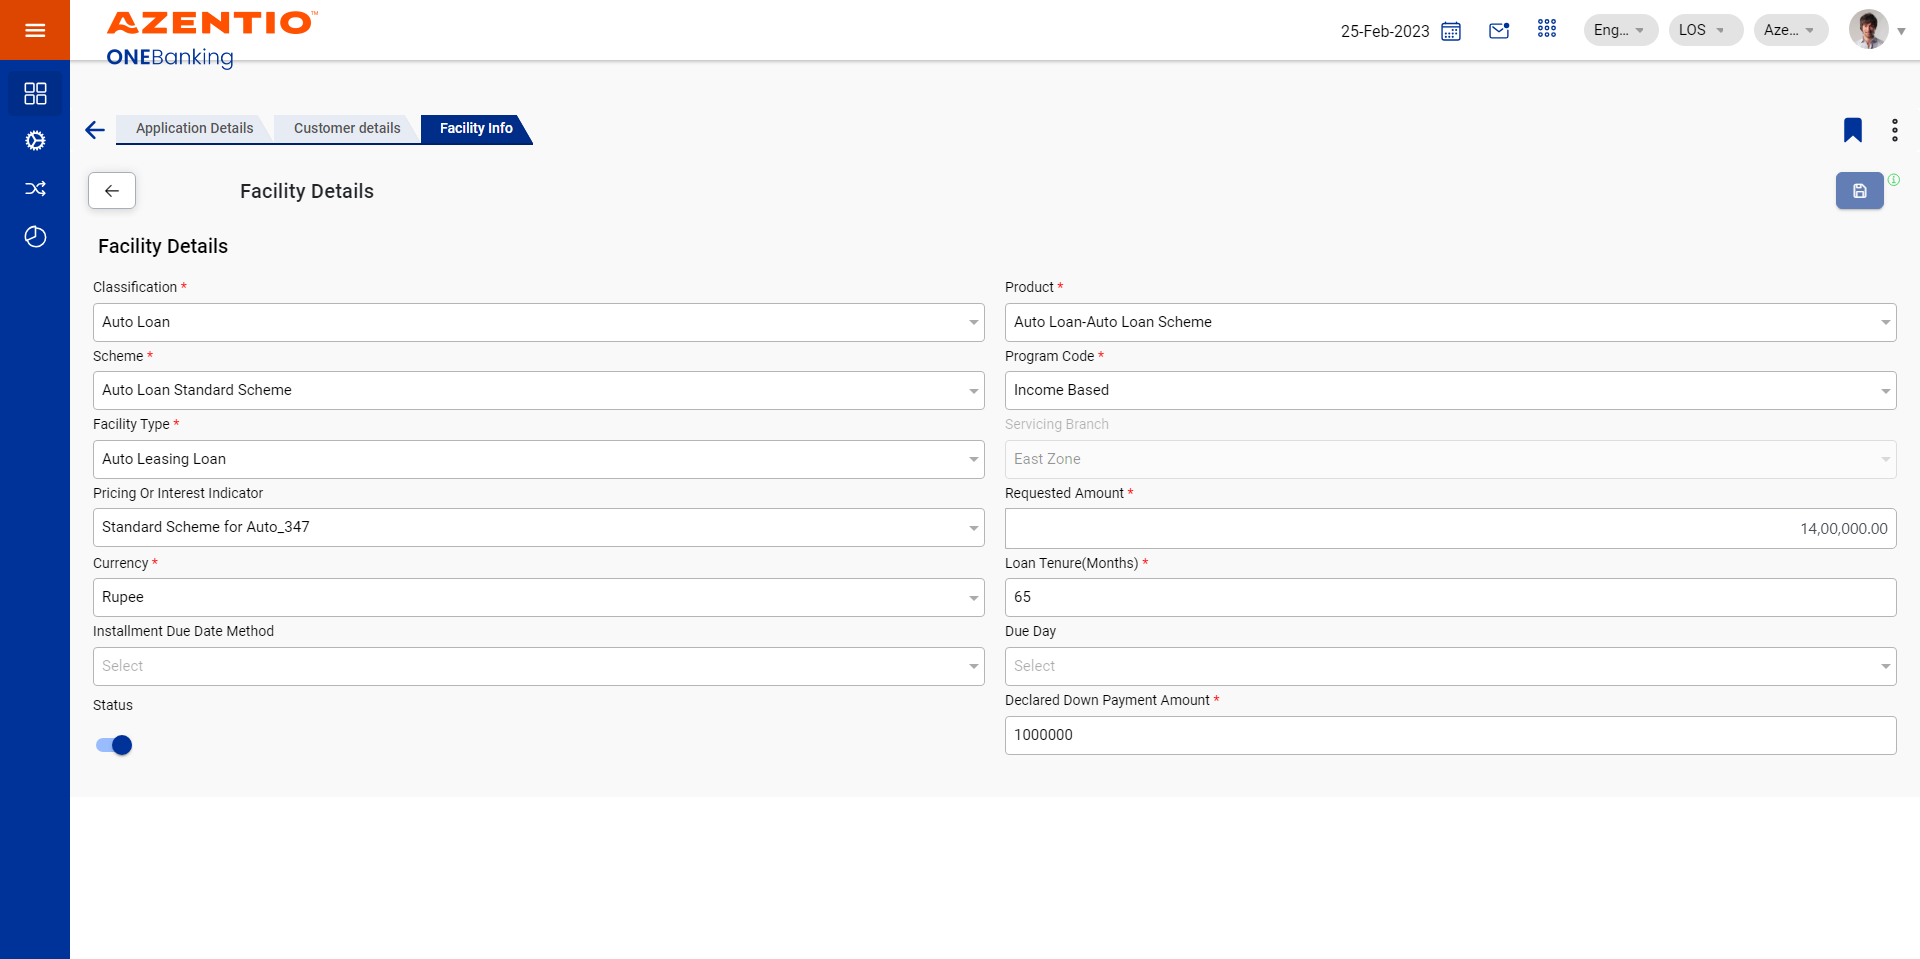 AZENTIO™
ONEBanking
25-Feb-2023
Eng...
LOS
Aze...
Application Details
Customer details
Facility Info
Facility Details
Facility Details
Classification *
Auto Loan
Product *
Auto Loan-Auto Loan Scheme
Scheme *
Auto Loan Standard Scheme
Program Code *
Income Based
Facility Type *
Auto Leasing Loan
Servicing Branch
East Zone
Pricing Or Interest Indicator
Standard Scheme for Auto_347
Requested Amount *
14,00,000.00
Currency *
Rupee
Loan Tenure(Months) *
65
Installment Due Date Method
Select
Due Day
Select
Status
Declared Down Payment Amount *
1000000